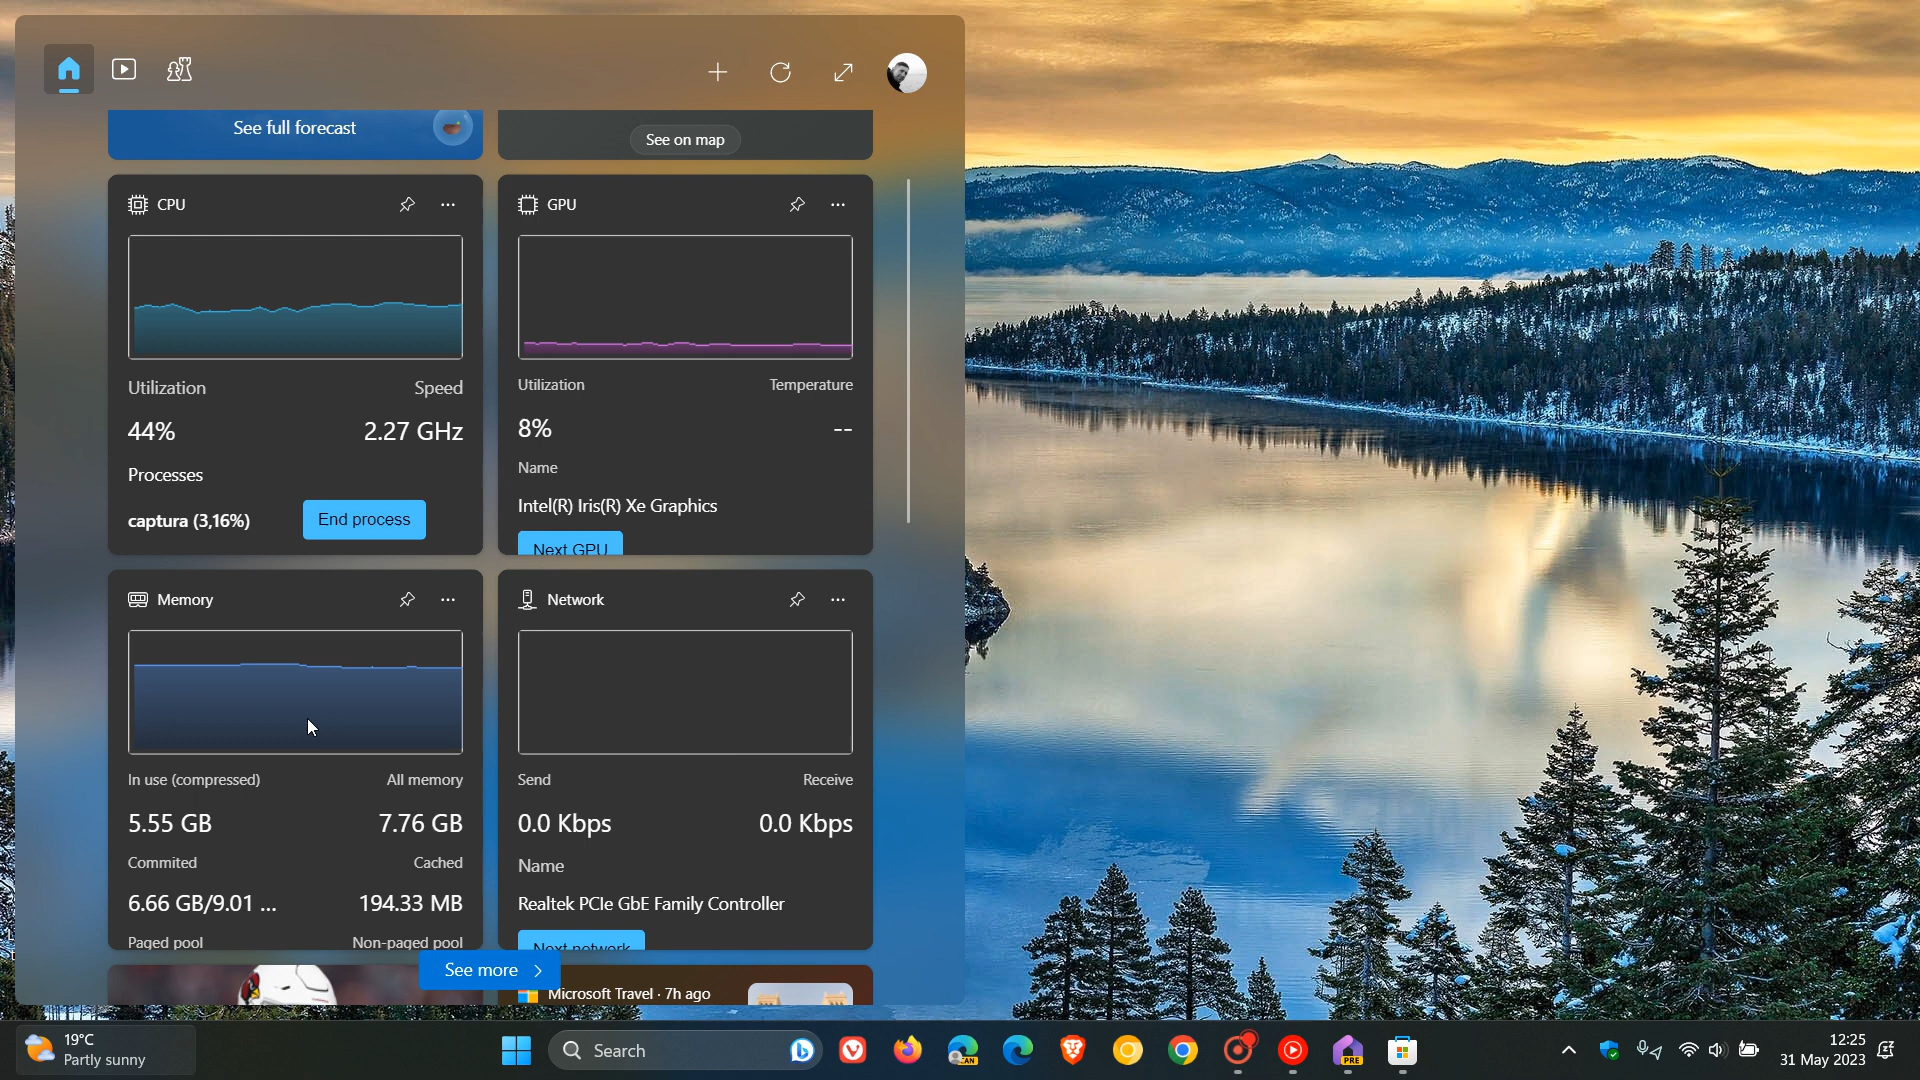 See full forecast
See on map
CPU
Utilization Speed
44% 2.27 GHz
Processes
captura (3,16%) End process
GPU
Utilization Temperature
8% --
Name
Intel(R) Iris(R) Xe Graphics
Next GPU
Memory
In use (compressed) All memory
5.55 GB 7.76 GB
Commited Cached
6.66 GB/9.01 ... 194.33 MB
Paged pool Non-paged pool
Network
Send Receive
0.0 Kbps 0.0 Kbps
Name
Realtek PCIe GbE Family Controller
Next network
See more
Microsoft Travel · 7h ago
19°C
Partly sunny
Search
CAN
PRE
12:25
31 May 2023